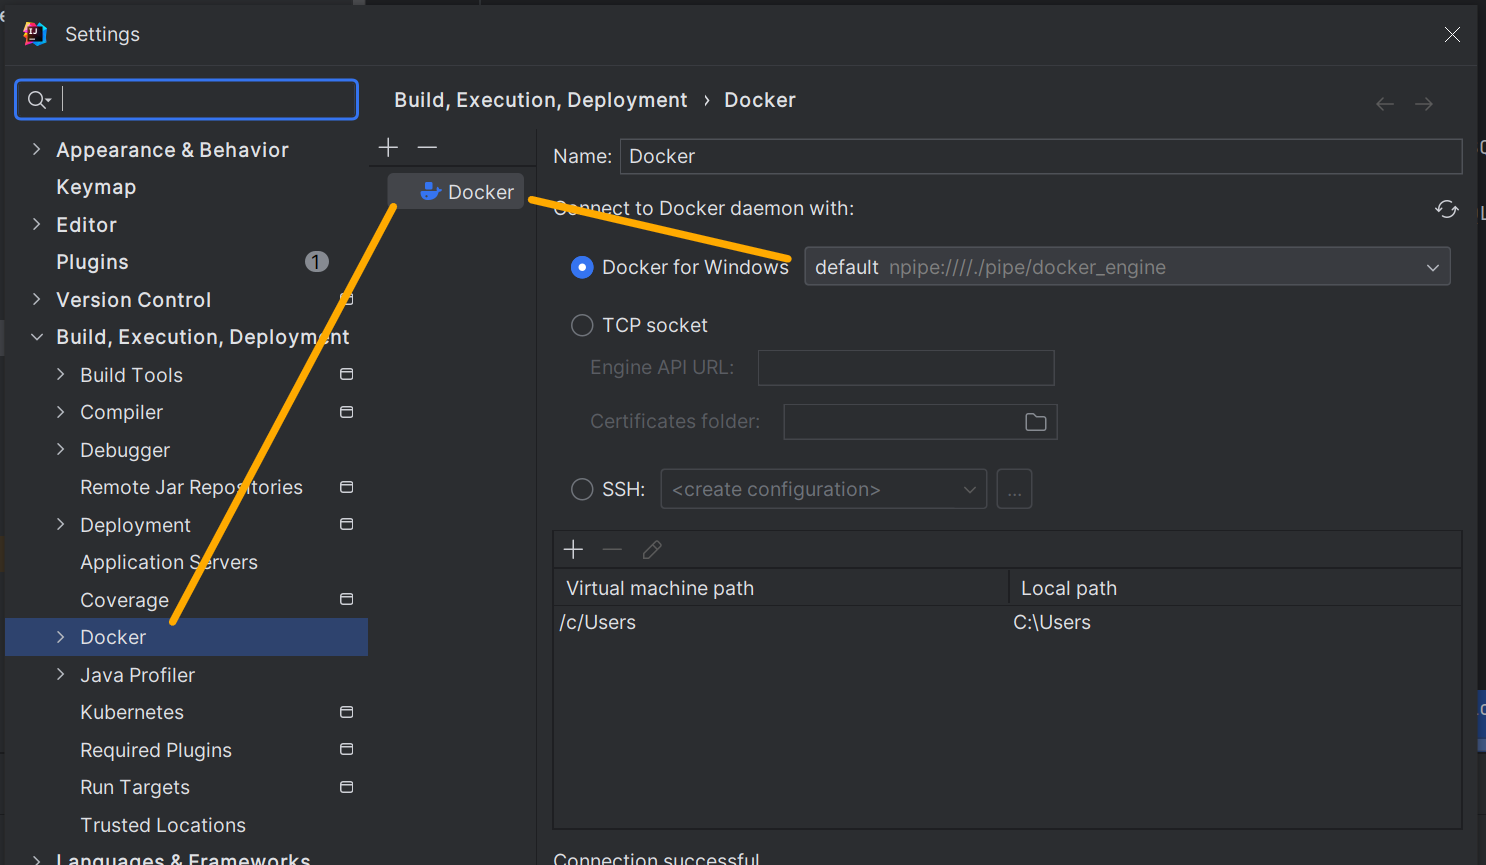 Settings
Build, Execution, Deployment › Docker
Appearance & Behavior
Keymap
Editor
Plugins 1
Version Control
Build, Execution, Deployment
Build Tools
Compiler
Debugger
Remote Jar Repositories
Deployment
Application Servers
Coverage
Docker
Java Profiler
Kubernetes
Required Plugins
Run Targets
Trusted Locations
Languages & Frameworks
Docker
Name: Docker
Connect to Docker daemon with:
Docker for Windows default npipe:////./pipe/docker_engine
TCP socket
Engine API URL:
Certificates folder:
SSH: <create configuration> ...
Virtual machine path Local path
/c/Users C:\Users
Connection successful